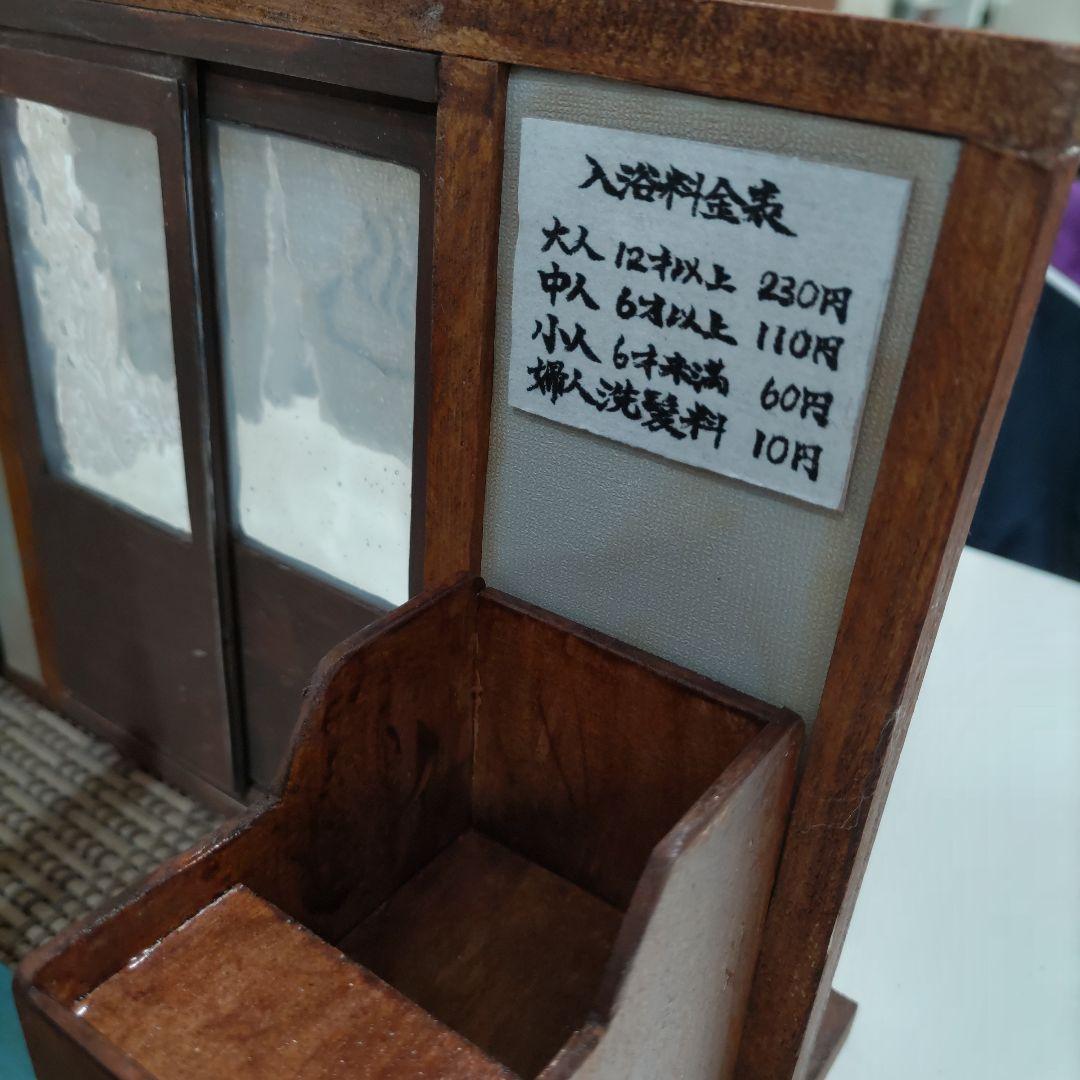 入浴料金表
大人 12才以上 230円
中人 6才以上 110円
小人 6才未満 60円
婦人洗髪料 10円